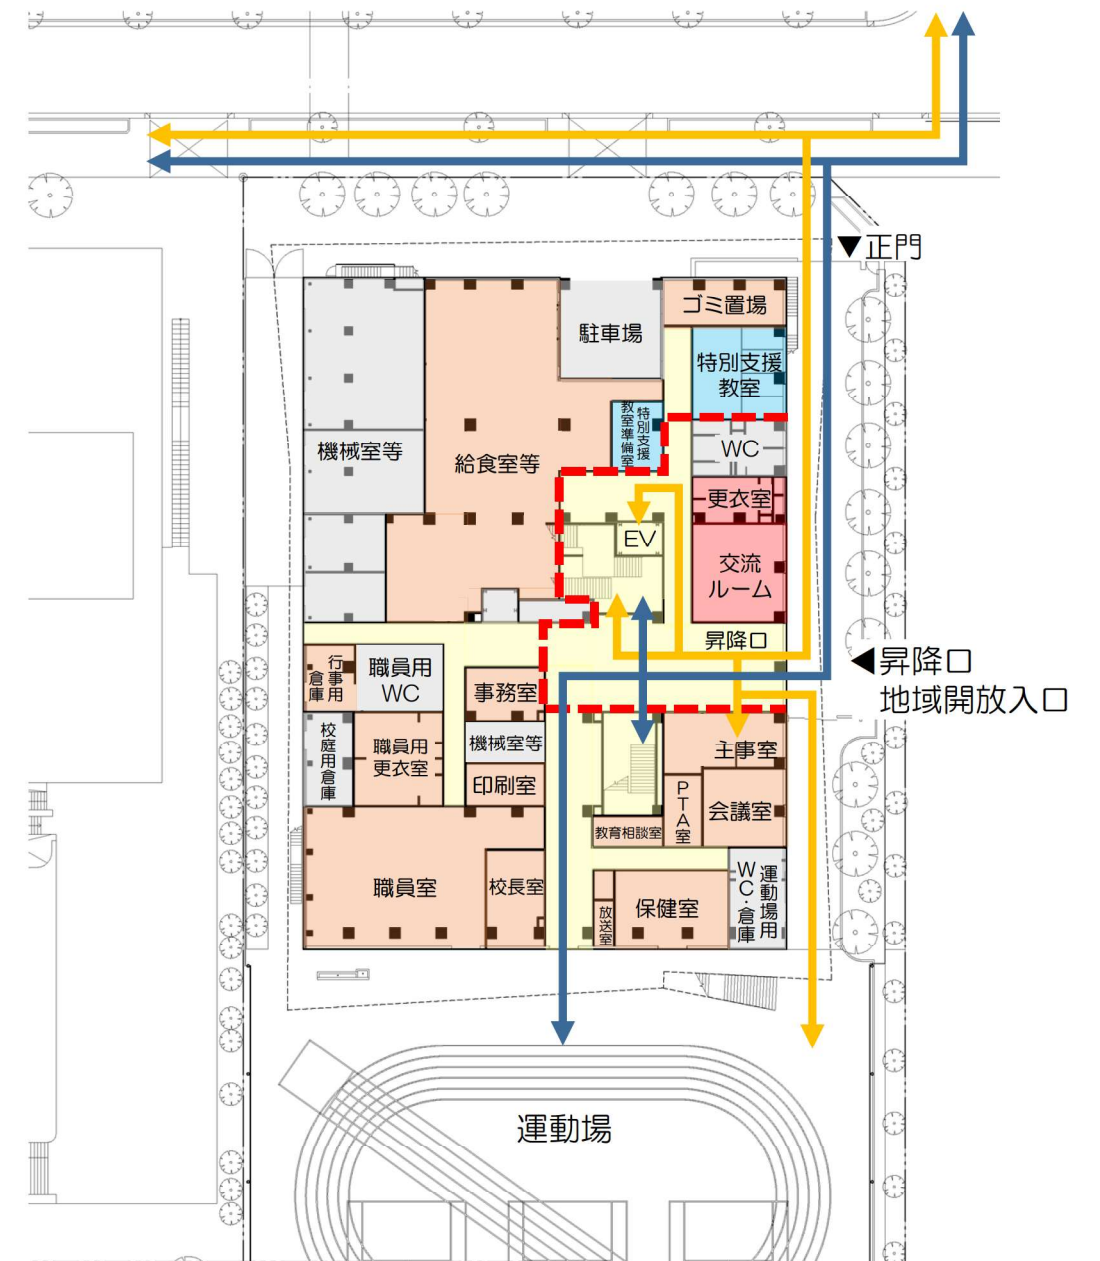 ▼正門
ゴミ置場
駐車場
特別支援
教室
特別支援
教室準備室
WC
機械室等
給食室等
更衣室
EV
交流
ルーム
昇降口
◀昇降口
地域開放入口
行事用
倉庫
職員用
WC
事務室
校庭用倉庫
職員用
更衣室
機械室等
印刷室
主事室
PTA室
会議室
教育相談室
職員室
校長室
放送室
保健室
運動場用
WC・倉庫
運動場